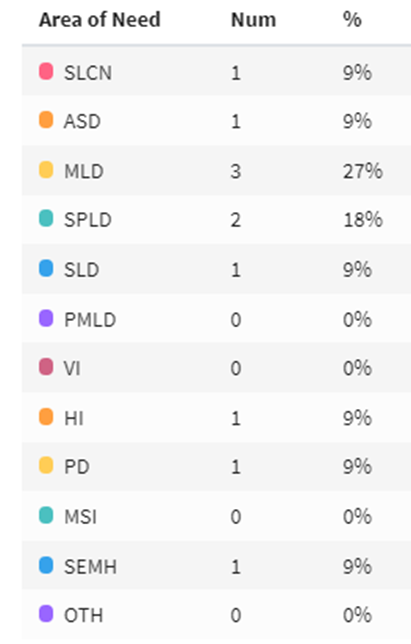 Area of Need Num %
SLCN 1 9%
ASD 1 9%
MLD 3 27%
SPLD 2 18%
SLD 1 9%
PMLD 0 0%
VI 0 0%
HI 1 9%
PD 1 9%
MSI 0 0%
SEMH 1 9%
OTH 0 0%